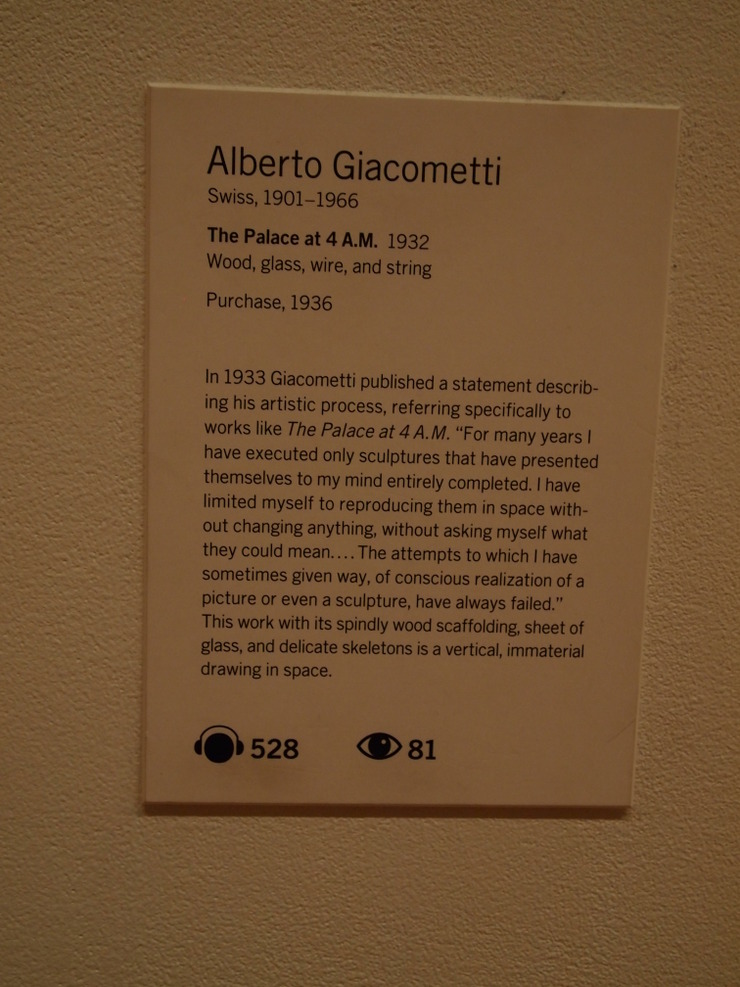 Alberto Giacometti
Swiss, 1901–1966
The Palace at 4 A.M. 1932
Wood, glass, wire, and string
Purchase, 1936
In 1933 Giacometti published a statement describ-
ing his artistic process, referring specifically to
works like The Palace at 4 A.M. “For many years I
have executed only sculptures that have presented
themselves to my mind entirely completed. I have
limited myself to reproducing them in space with-
out changing anything, without asking myself what
they could mean.... The attempts to which I have
sometimes given way, of conscious realization of a
picture or even a sculpture, have always failed.”
This work with its spindly wood scaffolding, sheet of
glass, and delicate skeletons is a vertical, immaterial
drawing in space.
528 81